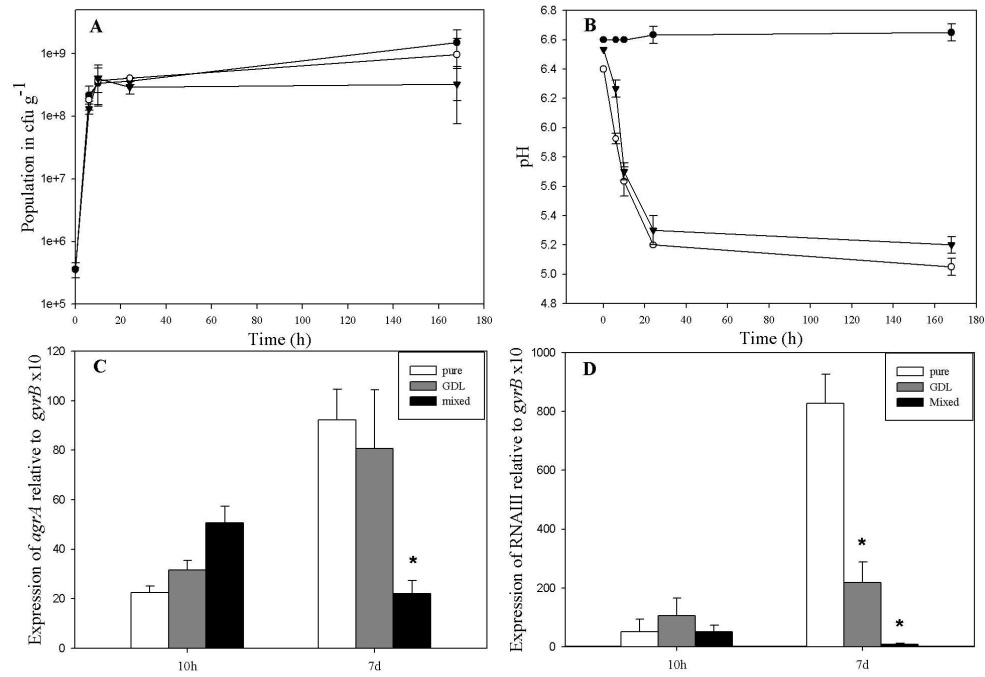 A
Population in cfu g-1
1e+9
1e+8
1e+7
1e+6
1e+5
0 20 40 60 80 100 120 140 160 180
Time (h)
B
pH
6.8
6.6
6.4
6.2
6.0
5.8
5.6
5.4
5.2
5.0
4.8
0 20 40 60 80 100 120 140 160 180
Time (h)
C
Expression of agrA relative to gyrB x10
120
100
80
60
40
20
0
pure
GDL
mixed
*
10h 7d
D
Expression of RNAIII relative to gyrB x10
1000
800
600
400
200
0
pure
GDL
Mixed
*
*
10h 7d